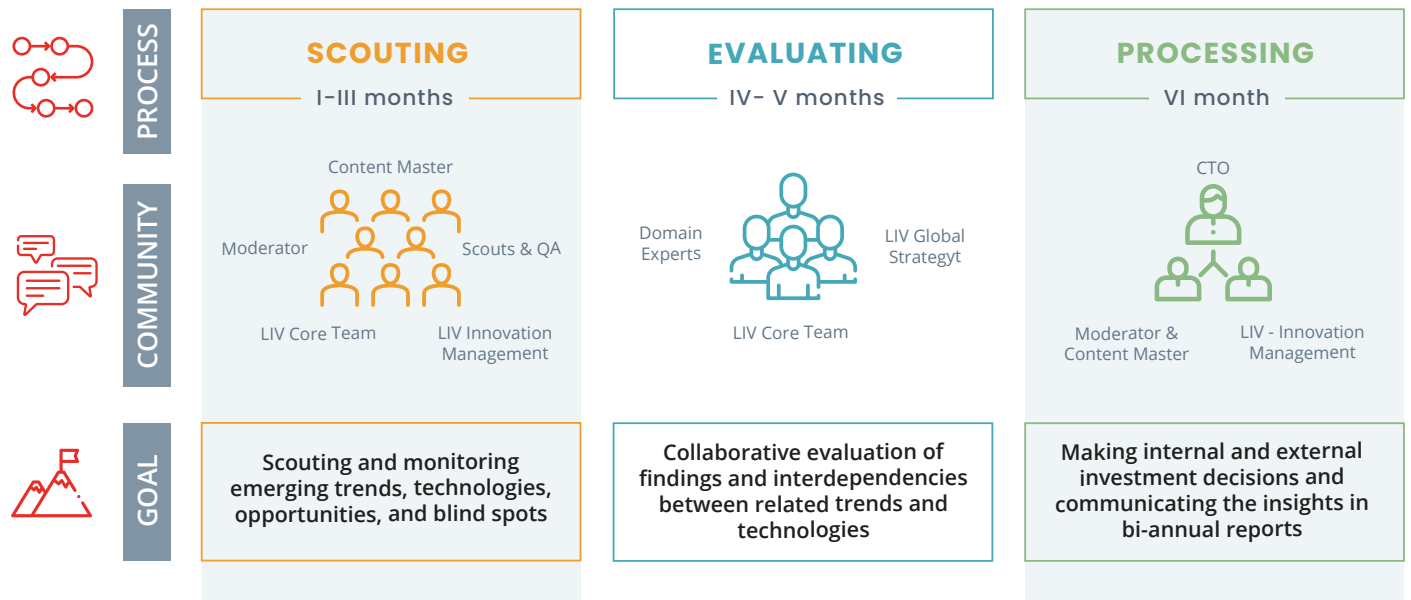 PROCESS
SCOUTING
I-III months
EVALUATING
IV- V months
PROCESSING
VI month
COMMUNITY
Content Master
Moderator
Scouts & QA
LIV Core Team
LIV Innovation
Management
Domain
Experts
LIV Global
Strategyt
LIV Core Team
CTO
Moderator &
Content Master
LIV - Innovation
Management
GOAL
Scouting and monitoring
emerging trends, technologies,
opportunities, and blind spots
Collaborative evaluation of
findings and interdependencies
between related trends and
technologies
Making internal and external
investment decisions and
communicating the insights in
bi-annual reports